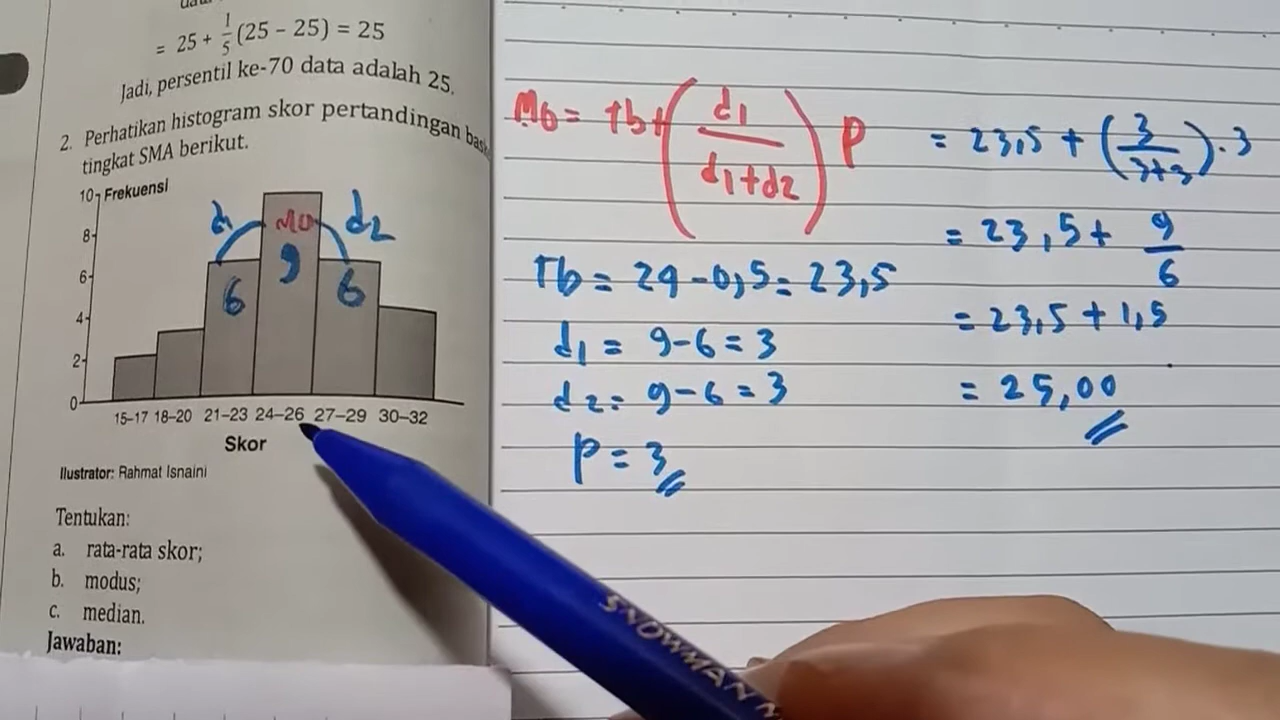 = 25 + 1/5 (25 − 25) = 25
Jadi, persentil ke-70 data adalah 25.
2. Perhatikan histogram skor pertandingan
tingkat SMA berikut.
Frekuensi
10
8
6
4
2
0
d1 Mo d2
6 9 6
15–17 18–20 21–23 24–26 27–29 30–32
Skor
Ilustrator: Rahmat Isnaini
Tentukan:
a. rata-rata skor;
b. modus;
c. median.
Jawaban:
Mo = Tb + (d1 / d1+d2) P
Tb = 24 - 0,5 = 23,5
d1 = 9-6 = 3
d2 = 9-6 = 3
P = 3
= 23,5 + (3 / 3+3) . 3
= 23,5 + 9/6
= 23,5 + 1,5
= 25,00
SNOWMAN